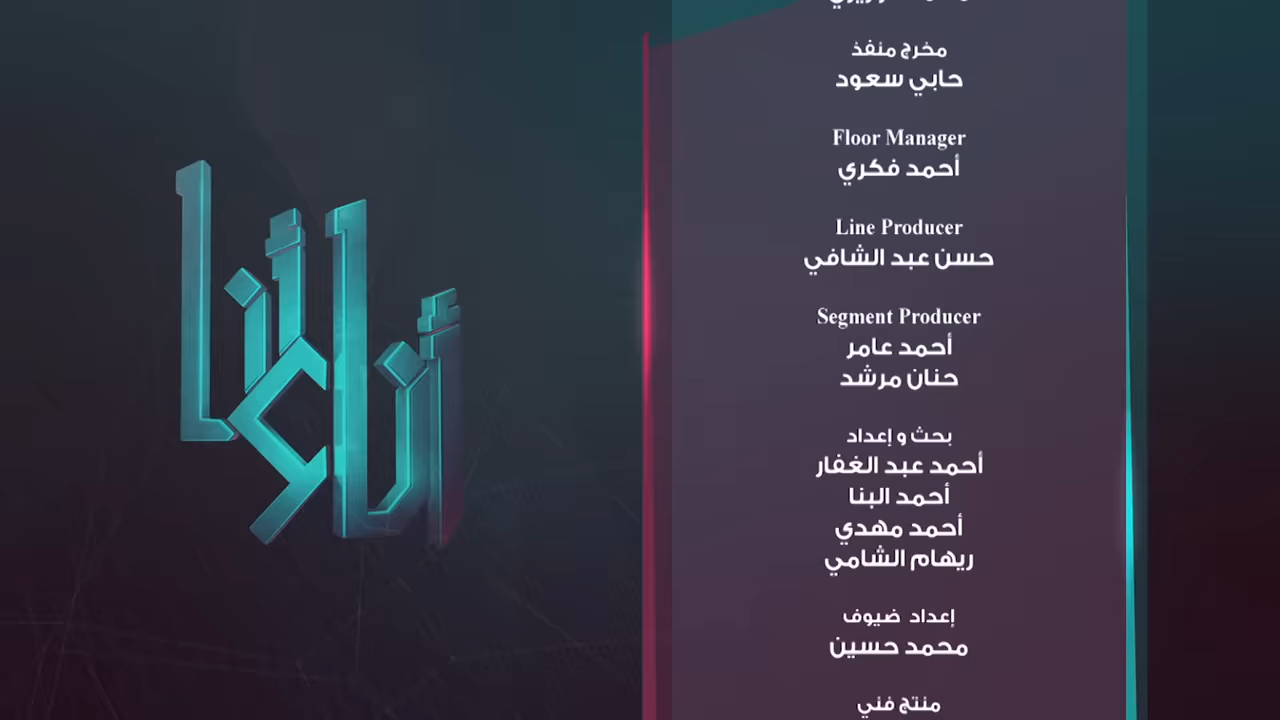 مخرج منفذ
حابي سعود
Floor Manager
أحمد فكري
Line Producer
حسن عبد الشافي
Segment Producer
أحمد عامر
حنان مرشد
بحث و إعداد
أحمد عبد الغفار
أحمد البنا
أحمد مهدي
ريهام الشامي
إعداد ضيوف
محمد حسين
منتج فني